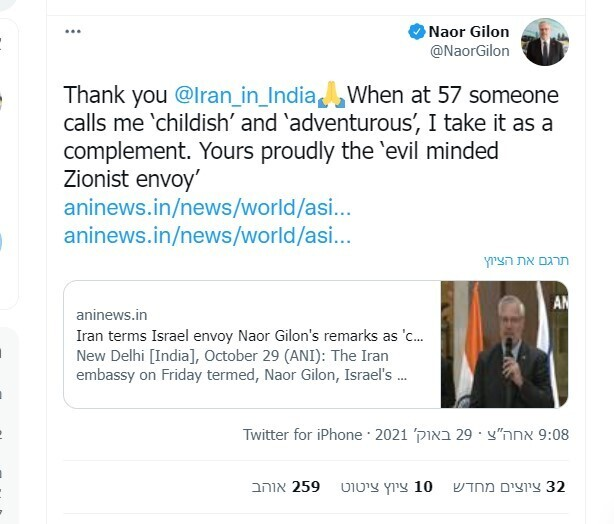 Naor Gilon
@NaorGilon
Thank you @Iran_in_India🙏When at 57 someone
calls me ‘childish’ and ‘adventurous’, I take it as a
complement. Yours proudly the ‘evil minded
Zionist envoy’
aninews.in/news/world/asi...
aninews.in/news/world/asi...
תרגם את הציוץ
aninews.in
Iran terms Israel envoy Naor Gilon's remarks as 'c...
New Delhi [India], October 29 (ANI): The Iran
embassy on Friday termed, Naor Gilon, Israel's ...
AN
9:08 אחה”צ · 29 באוק׳ 2021 · Twitter for iPhone
32 ציוצים מחדש 10 ציוץ ציטוט 259 אוהב